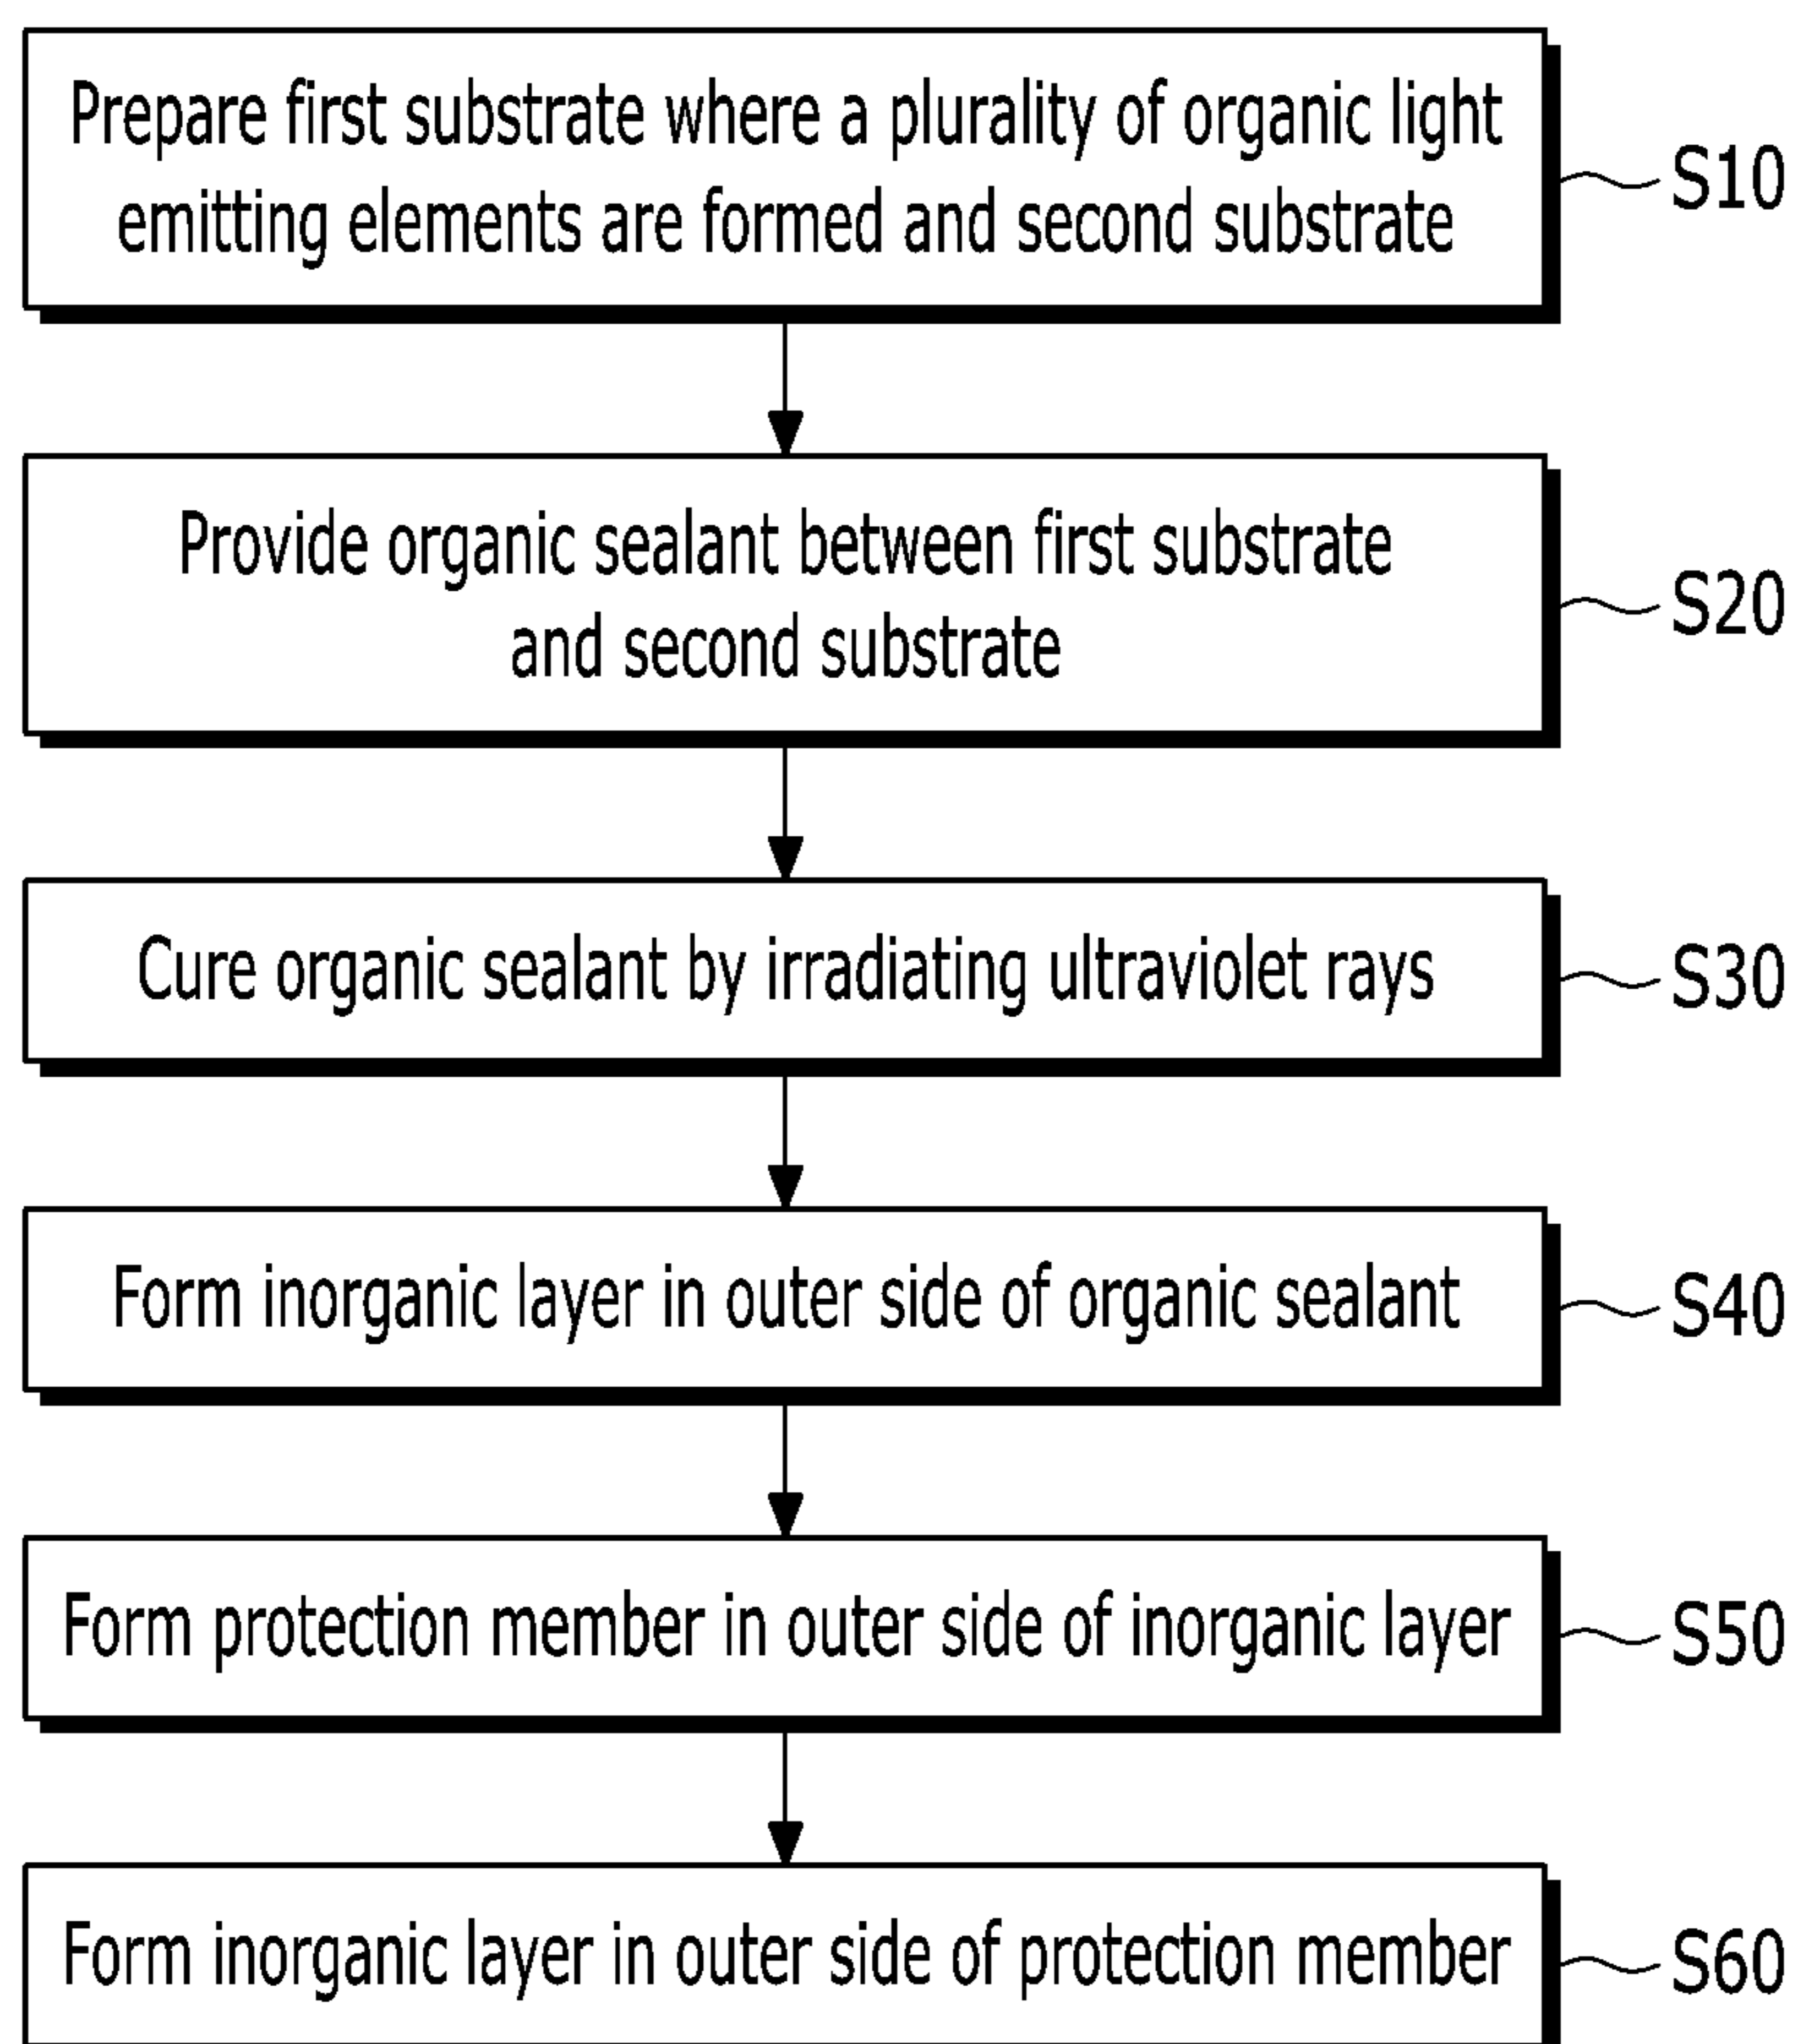 Prepare first substrate where a plurality of organic light
emitting elements are formed and second substrate
S10
Provide organic sealant between first substrate
and second substrate
S20
Cure organic sealant by irradiating ultraviolet rays
S30
Form inorganic layer in outer side of organic sealant
S40
Form protection member in outer side of inorganic layer
S50
Form inorganic layer in outer side of protection member
S60